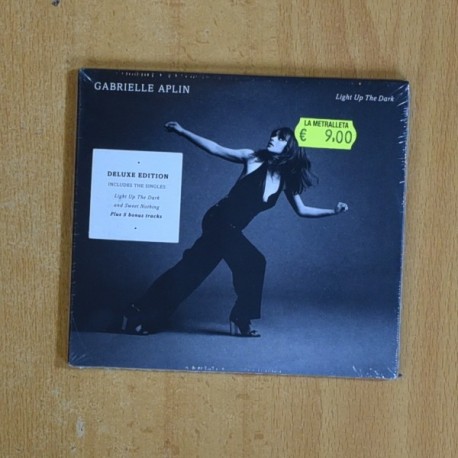 GABRIELLE APLIN
Light Up The Dark
LA METRALLETA
€ 9.00
DELUXE EDITION
INCLUDES THE SINGLES
Light Up The Dark
and Sweet Nothing
Plus 5 bonus tracks